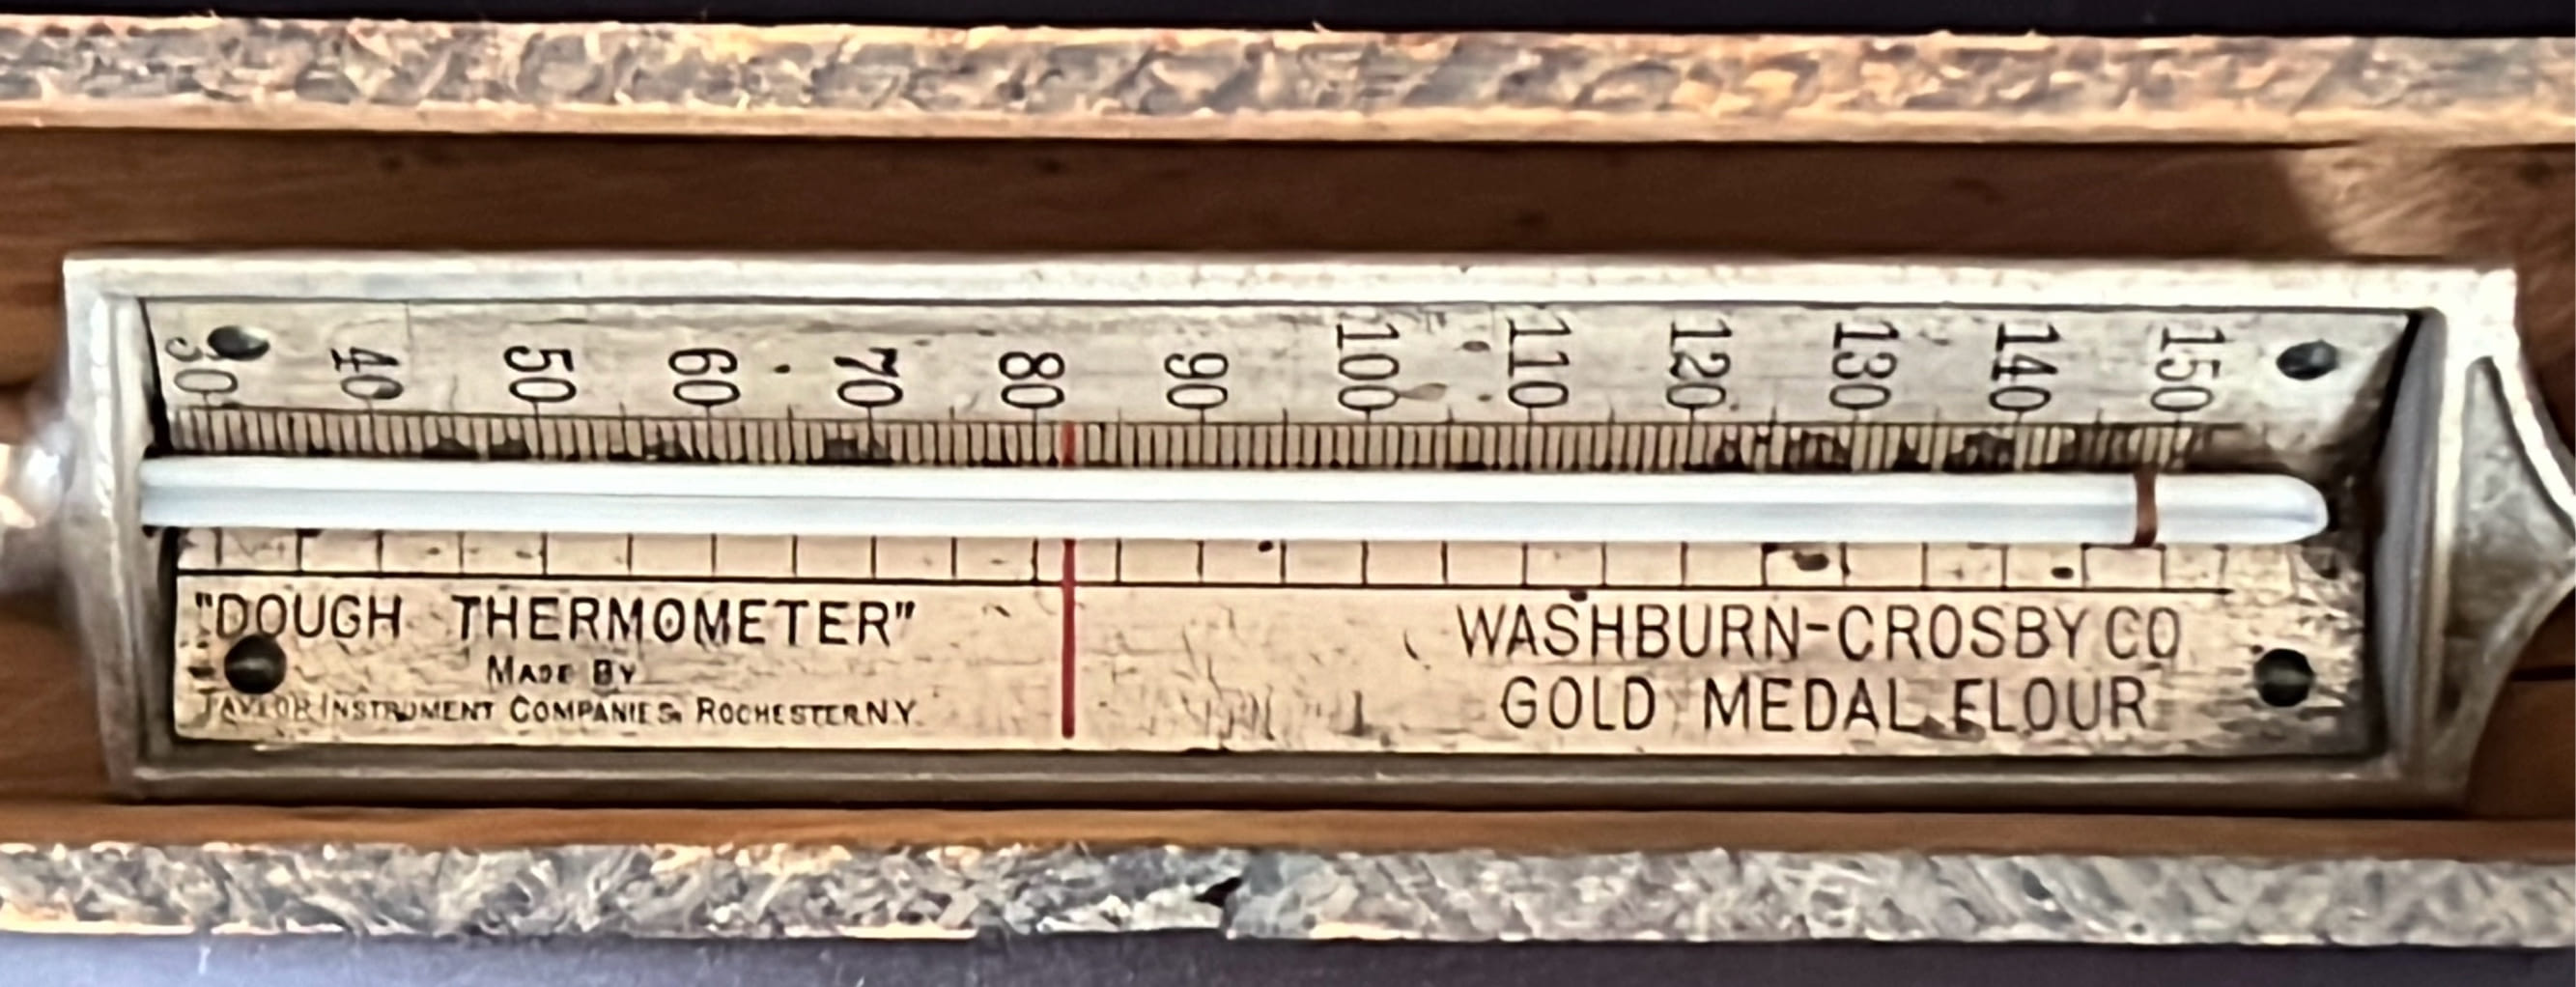 30 40 50 60 70 80 90 100 110 120 130 140 150
"DOUGH THERMOMETER"
MADE BY
TAYLOR INSTRUMENT COMPANIES ROCHESTER N.Y.
WASHBURN-CROSBY CO
GOLD MEDAL FLOUR